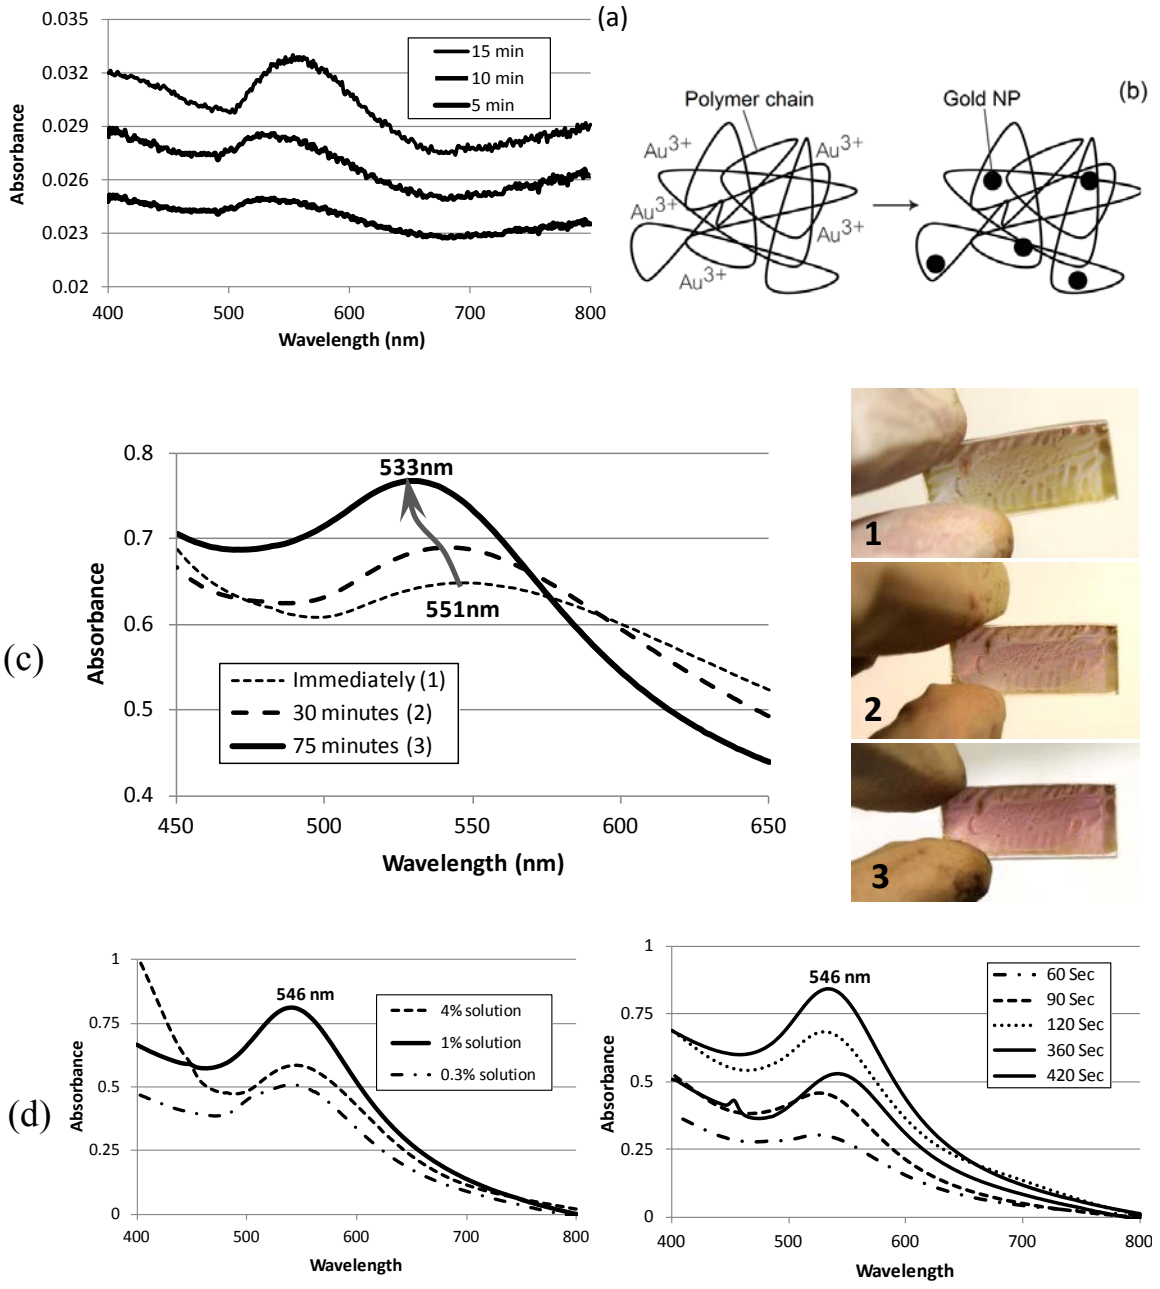 (a)
0.035
0.032
0.029
0.026
0.023
0.02
Absorbance
15 min
10 min
5 min
400 500 600 700 800
Wavelength (nm)
(b)
Polymer chain
Gold NP
Au3+
Au3+
Au3+
Au3+
Au3+
(c)
0.8
0.7
0.6
0.5
0.4
Absorbance
533nm
551nm
Immediately (1)
30 minutes (2)
75 minutes (3)
450 500 550 600 650
Wavelength (nm)
1
2
3
(d)
1
0.75
0.5
0.25
0
Absorbance
546 nm
4% solution
1% solution
0.3% solution
400 500 600 700 800
Wavelength
1
0.75
0.5
0.25
0
Absorbance
546 nm
60 Sec
90 Sec
120 Sec
360 Sec
420 Sec
400 500 600 700 800
Wavelength